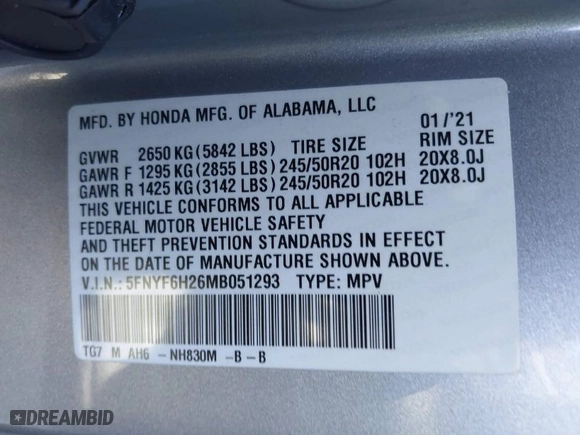 MFD. BY HONDA MFG. OF ALABAMA, LLC 01/'21
GVWR 2650 KG (5842 LBS) TIRE SIZE RIM SIZE
GAWR F 1295 KG (2855 LBS) 245/50R20 102H 20X8.0J
GAWR R 1425 KG (3142 LBS) 245/50R20 102H 20X8.0J
THIS VEHICLE CONFORMS TO ALL APPLICABLE
FEDERAL MOTOR VEHICLE SAFETY
AND THEFT PREVENTION STANDARDS IN EFFECT
ON THE DATE OF MANUFACTURE SHOWN ABOVE.
V.I.N.: 5FNYF6H26MB051293 TYPE: MPV
TG7 M AH6 - NH830M -B -B
DREAMBID